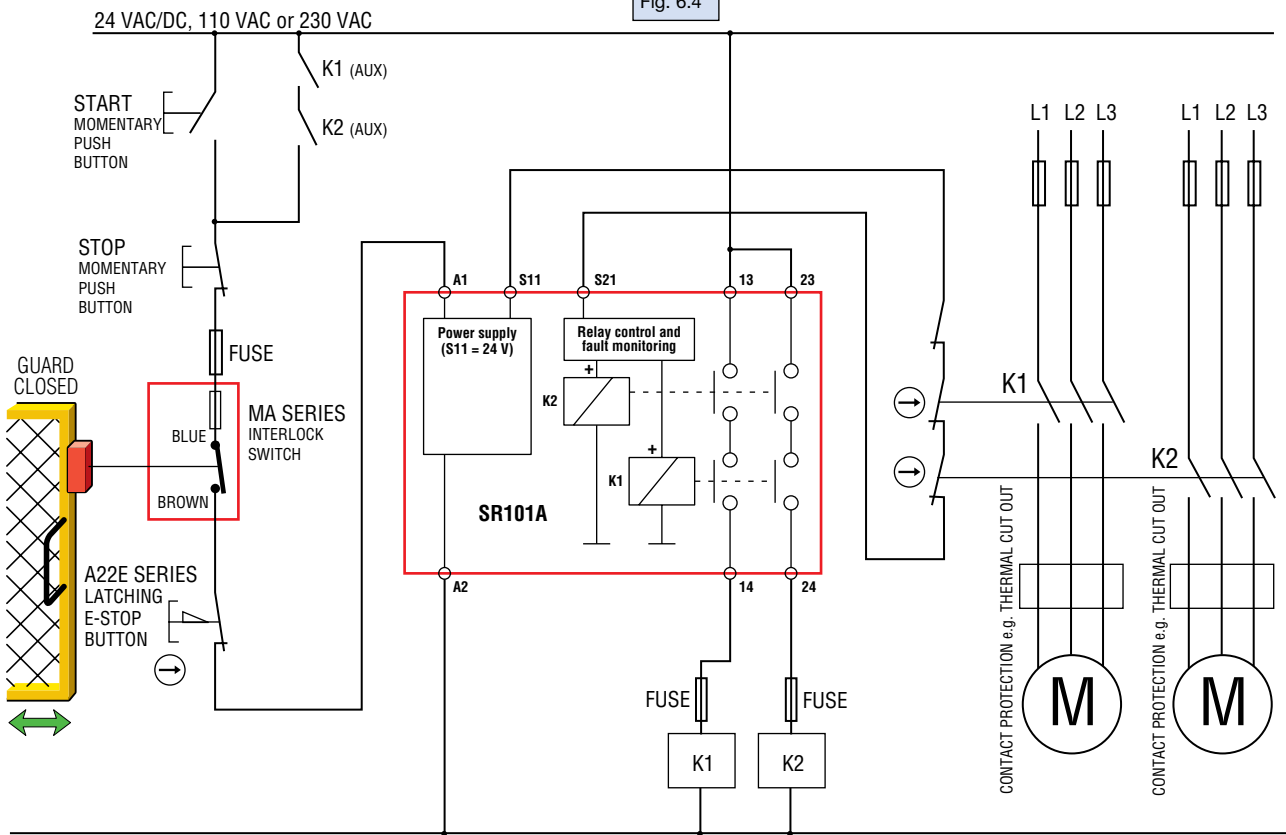 Fig. 6.4
24 VAC/DC, 110 VAC or 230 VAC
K1 (AUX)
K2 (AUX)
START
MOMENTARY
PUSH
BUTTON
STOP
MOMENTARY
PUSH
BUTTON
FUSE
GUARD
CLOSED
BLUE
BROWN
MA SERIES
INTERLOCK
SWITCH
A22E SERIES
LATCHING
E-STOP
BUTTON
A1
S11
S21
13
23
Power supply
(S11 = 24 V)
Relay control and
fault monitoring
+
K2
+
K1
SR101A
A2
14
24
FUSE
FUSE
K1
K2
L1 L2 L3
L1 L2 L3
K1
K2
CONTACT PROTECTION e.g. THERMAL CUT OUT
CONTACT PROTECTION e.g. THERMAL CUT OUT
M
M